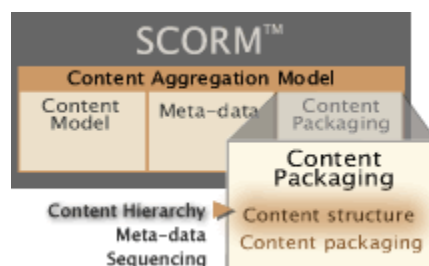 SCORM™
Content Aggregation Model
Content Model
Meta-data
Content Packaging
Content Packaging
Content Hierarchy
Content structure
Meta-data
Content packaging
Sequencing